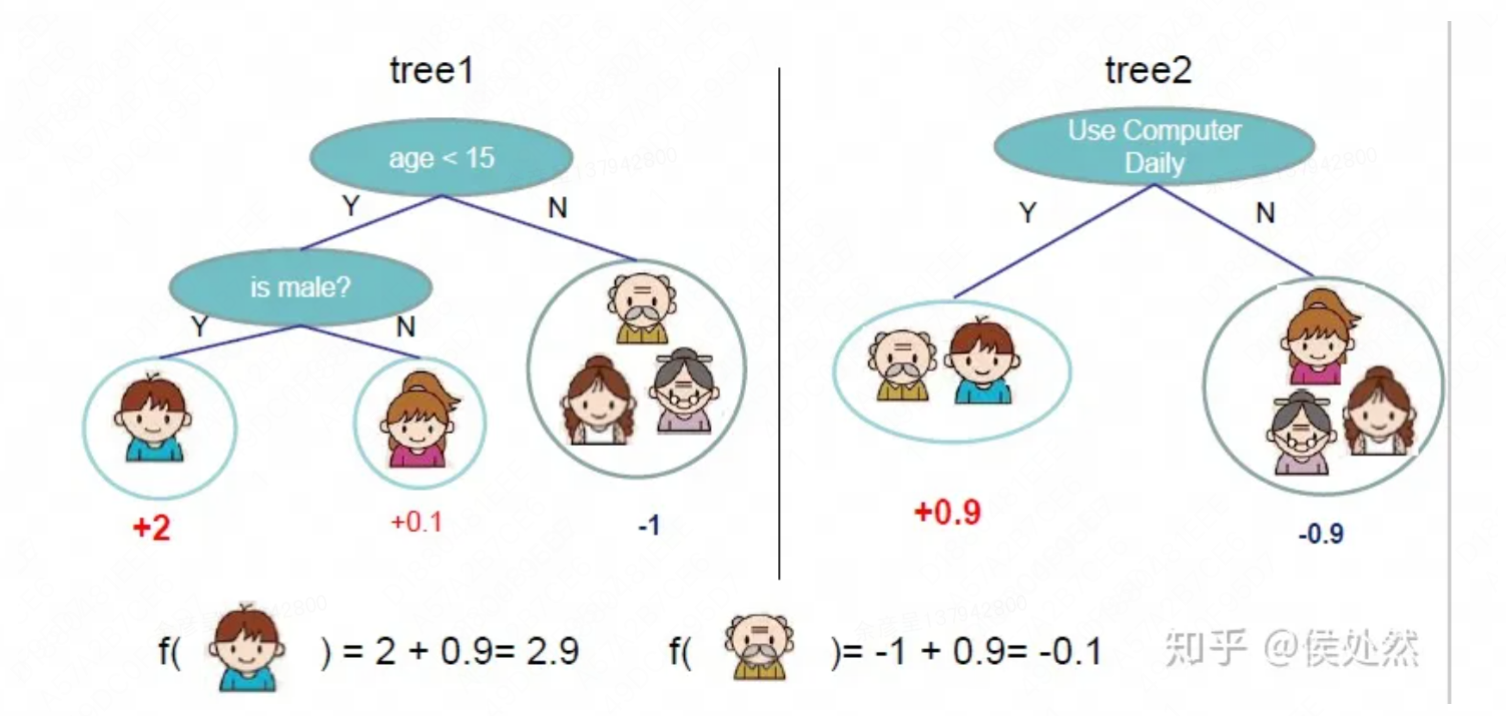 tree1
age < 15
Y
N
is male?
Y
N
+2
+0.1
-1
tree2
Use Computer
Daily
Y
N
+0.9
-0.9
f( ) = 2 + 0.9= 2.9
f( )= -1 + 0.9= -0.1
知乎 @侯处然